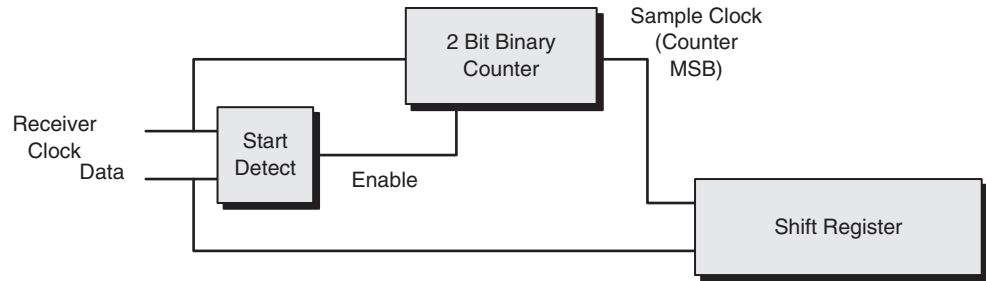 2 Bit Binary
Counter
Sample Clock
(Counter
MSB)
Receiver
Clock
Data
Start
Detect
Enable
Shift Register